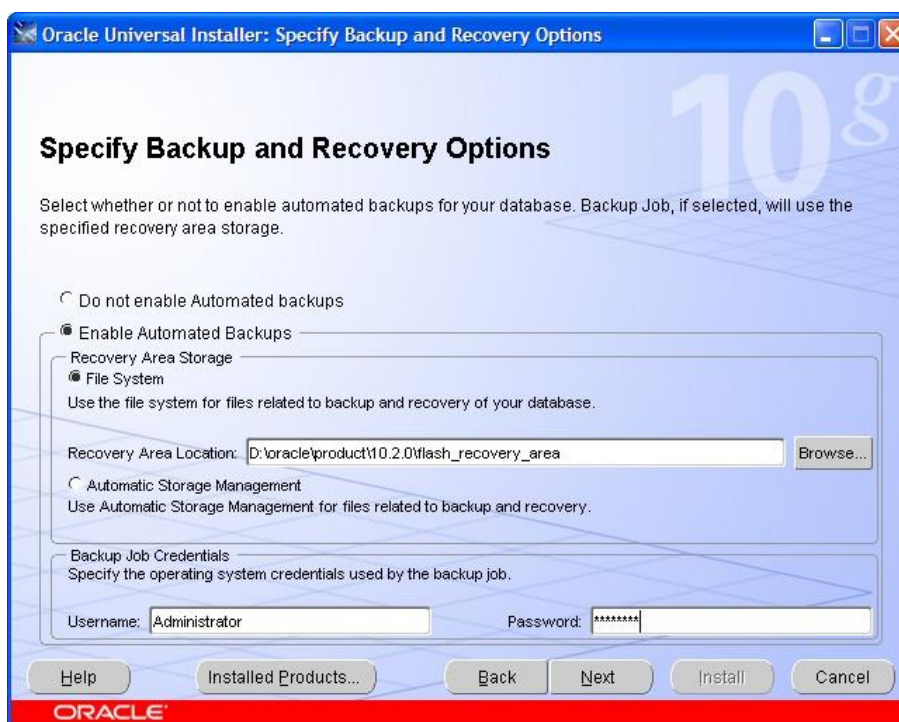 Oracle Universal Installer: Specify Backup and Recovery Options
10g
Specify Backup and Recovery Options
Select whether or not to enable automated backups for your database. Backup Job, if selected, will use the
specified recovery area storage.
Do not enable Automated backups
Enable Automated Backups
Recovery Area Storage
File System
Use the file system for files related to backup and recovery of your database.
Recovery Area Location: D:\oracle\product\10.2.0\flash_recovery_area Browse...
Automatic Storage Management
Use Automatic Storage Management for files related to backup and recovery.
Backup Job Credentials
Specify the operating system credentials used by the backup job.
Username: Administrator Password: ********
Help Installed Products... Back Next Install Cancel
ORACLE